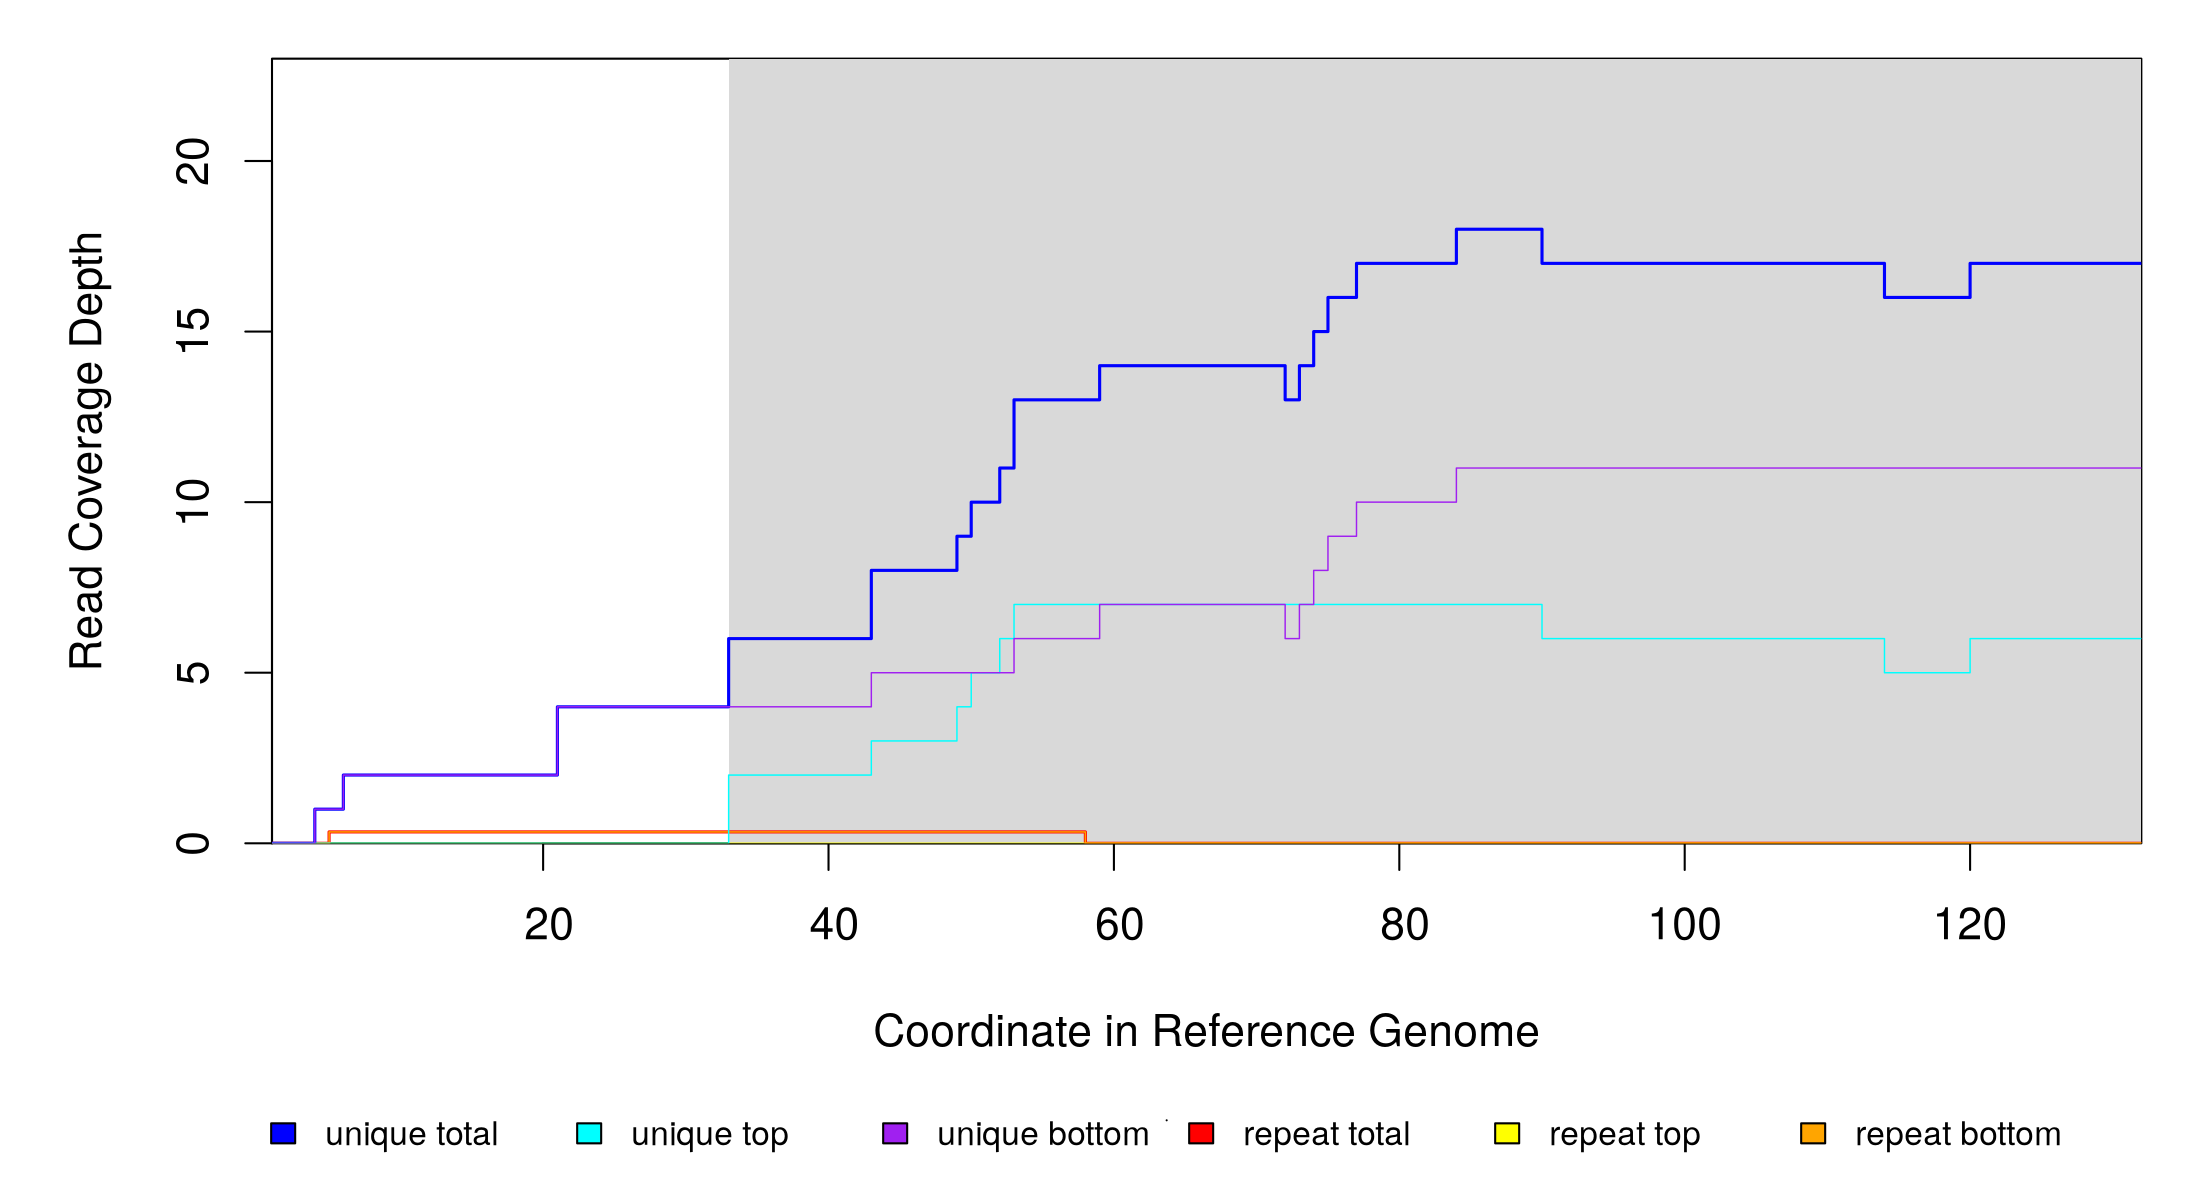 Read Coverage Depth
20
15
10
5
0
20 40 60 80 100 120
Coordinate in Reference Genome
unique total unique top unique bottom repeat total repeat top repeat bottom